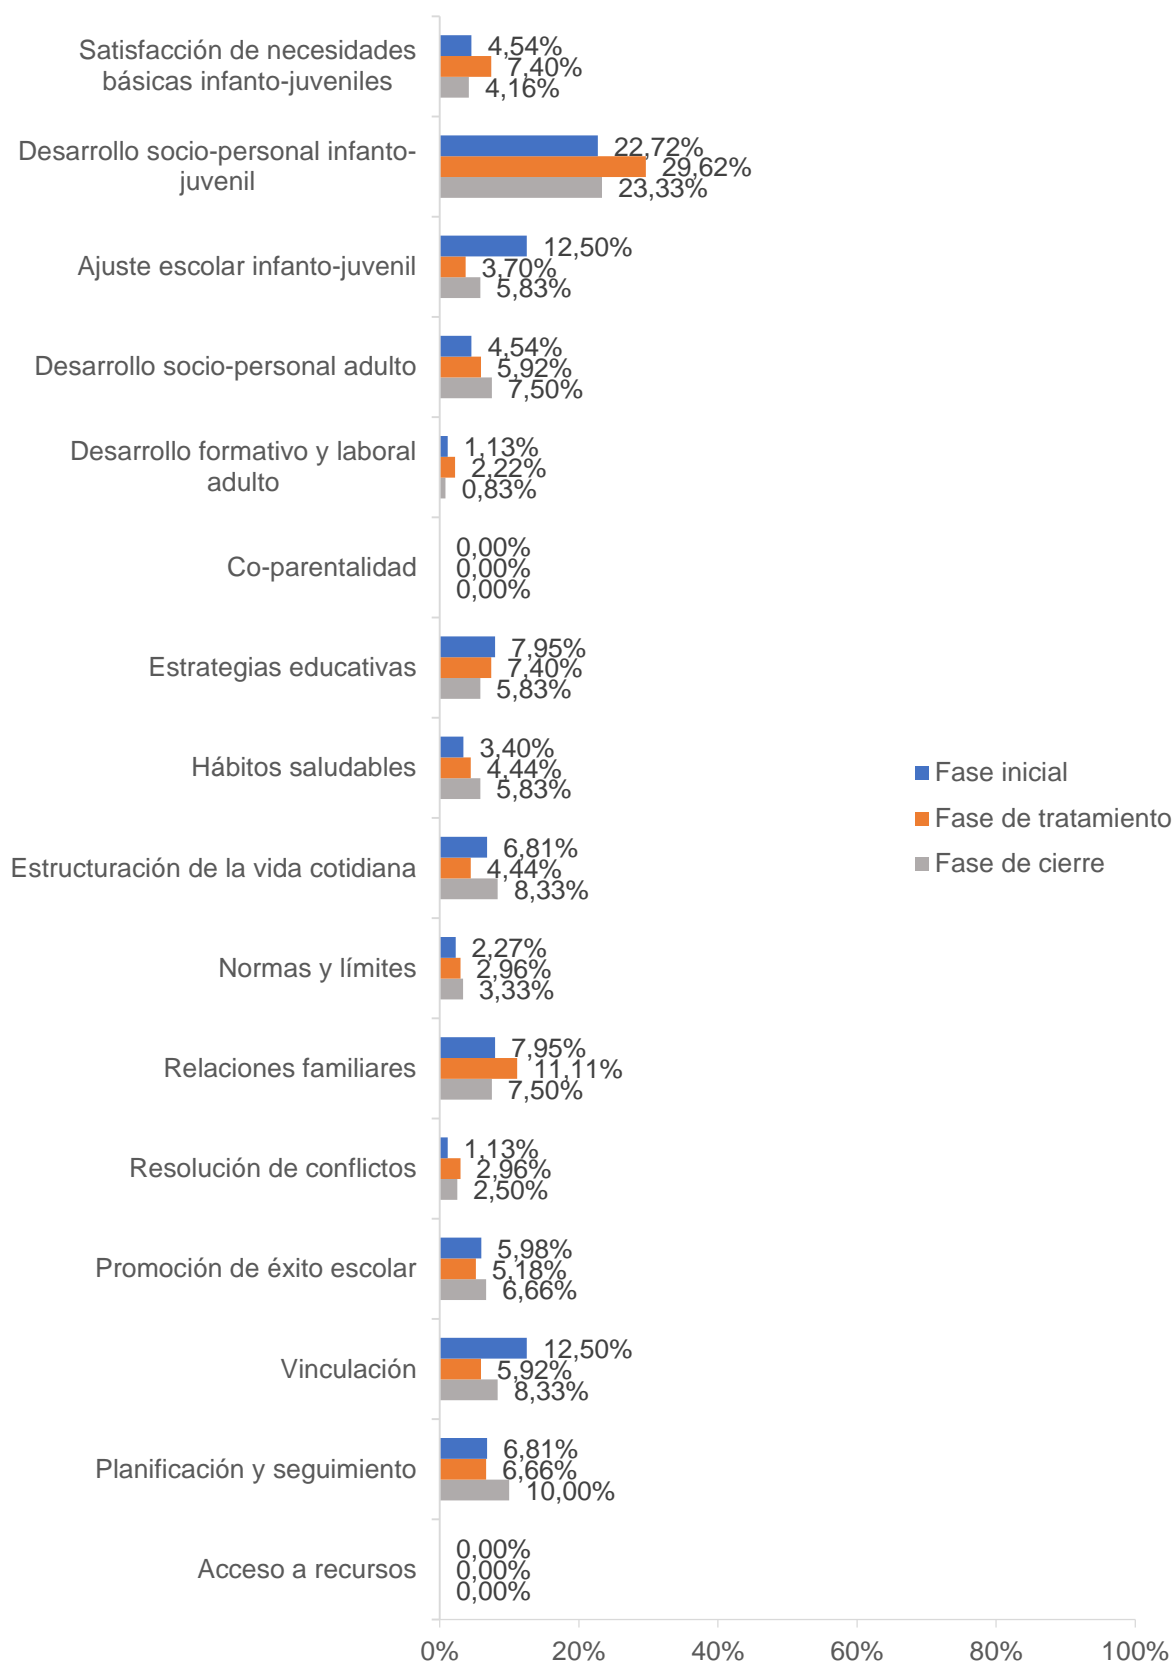 Satisfacción de necesidades
básicas infanto-juveniles
4,54%
7,40%
4,16%
Desarrollo socio-personal infanto-
juvenil
22,72%
29,62%
23,33%
Ajuste escolar infanto-juvenil
12,50%
3,70%
5,83%
Desarrollo socio-personal adulto
4,54%
5,92%
7,50%
Desarrollo formativo y laboral
adulto
1,13%
2,22%
0,83%
Co-parentalidad
0,00%
0,00%
0,00%
Estrategias educativas
7,95%
7,40%
5,83%
Hábitos saludables
3,40%
4,44%
5,83%
Estructuración de la vida cotidiana
6,81%
4,44%
8,33%
Normas y límites
2,27%
2,96%
3,33%
Relaciones familiares
7,95%
11,11%
7,50%
Resolución de conflictos
1,13%
2,96%
2,50%
Promoción de éxito escolar
5,98%
5,18%
6,66%
Vinculación
12,50%
5,92%
8,33%
Planificación y seguimiento
6,81%
6,66%
10,00%
Acceso a recursos
0,00%
0,00%
0,00%
0% 20% 40% 60% 80% 100%
Fase inicial
Fase de tratamiento
Fase de cierre